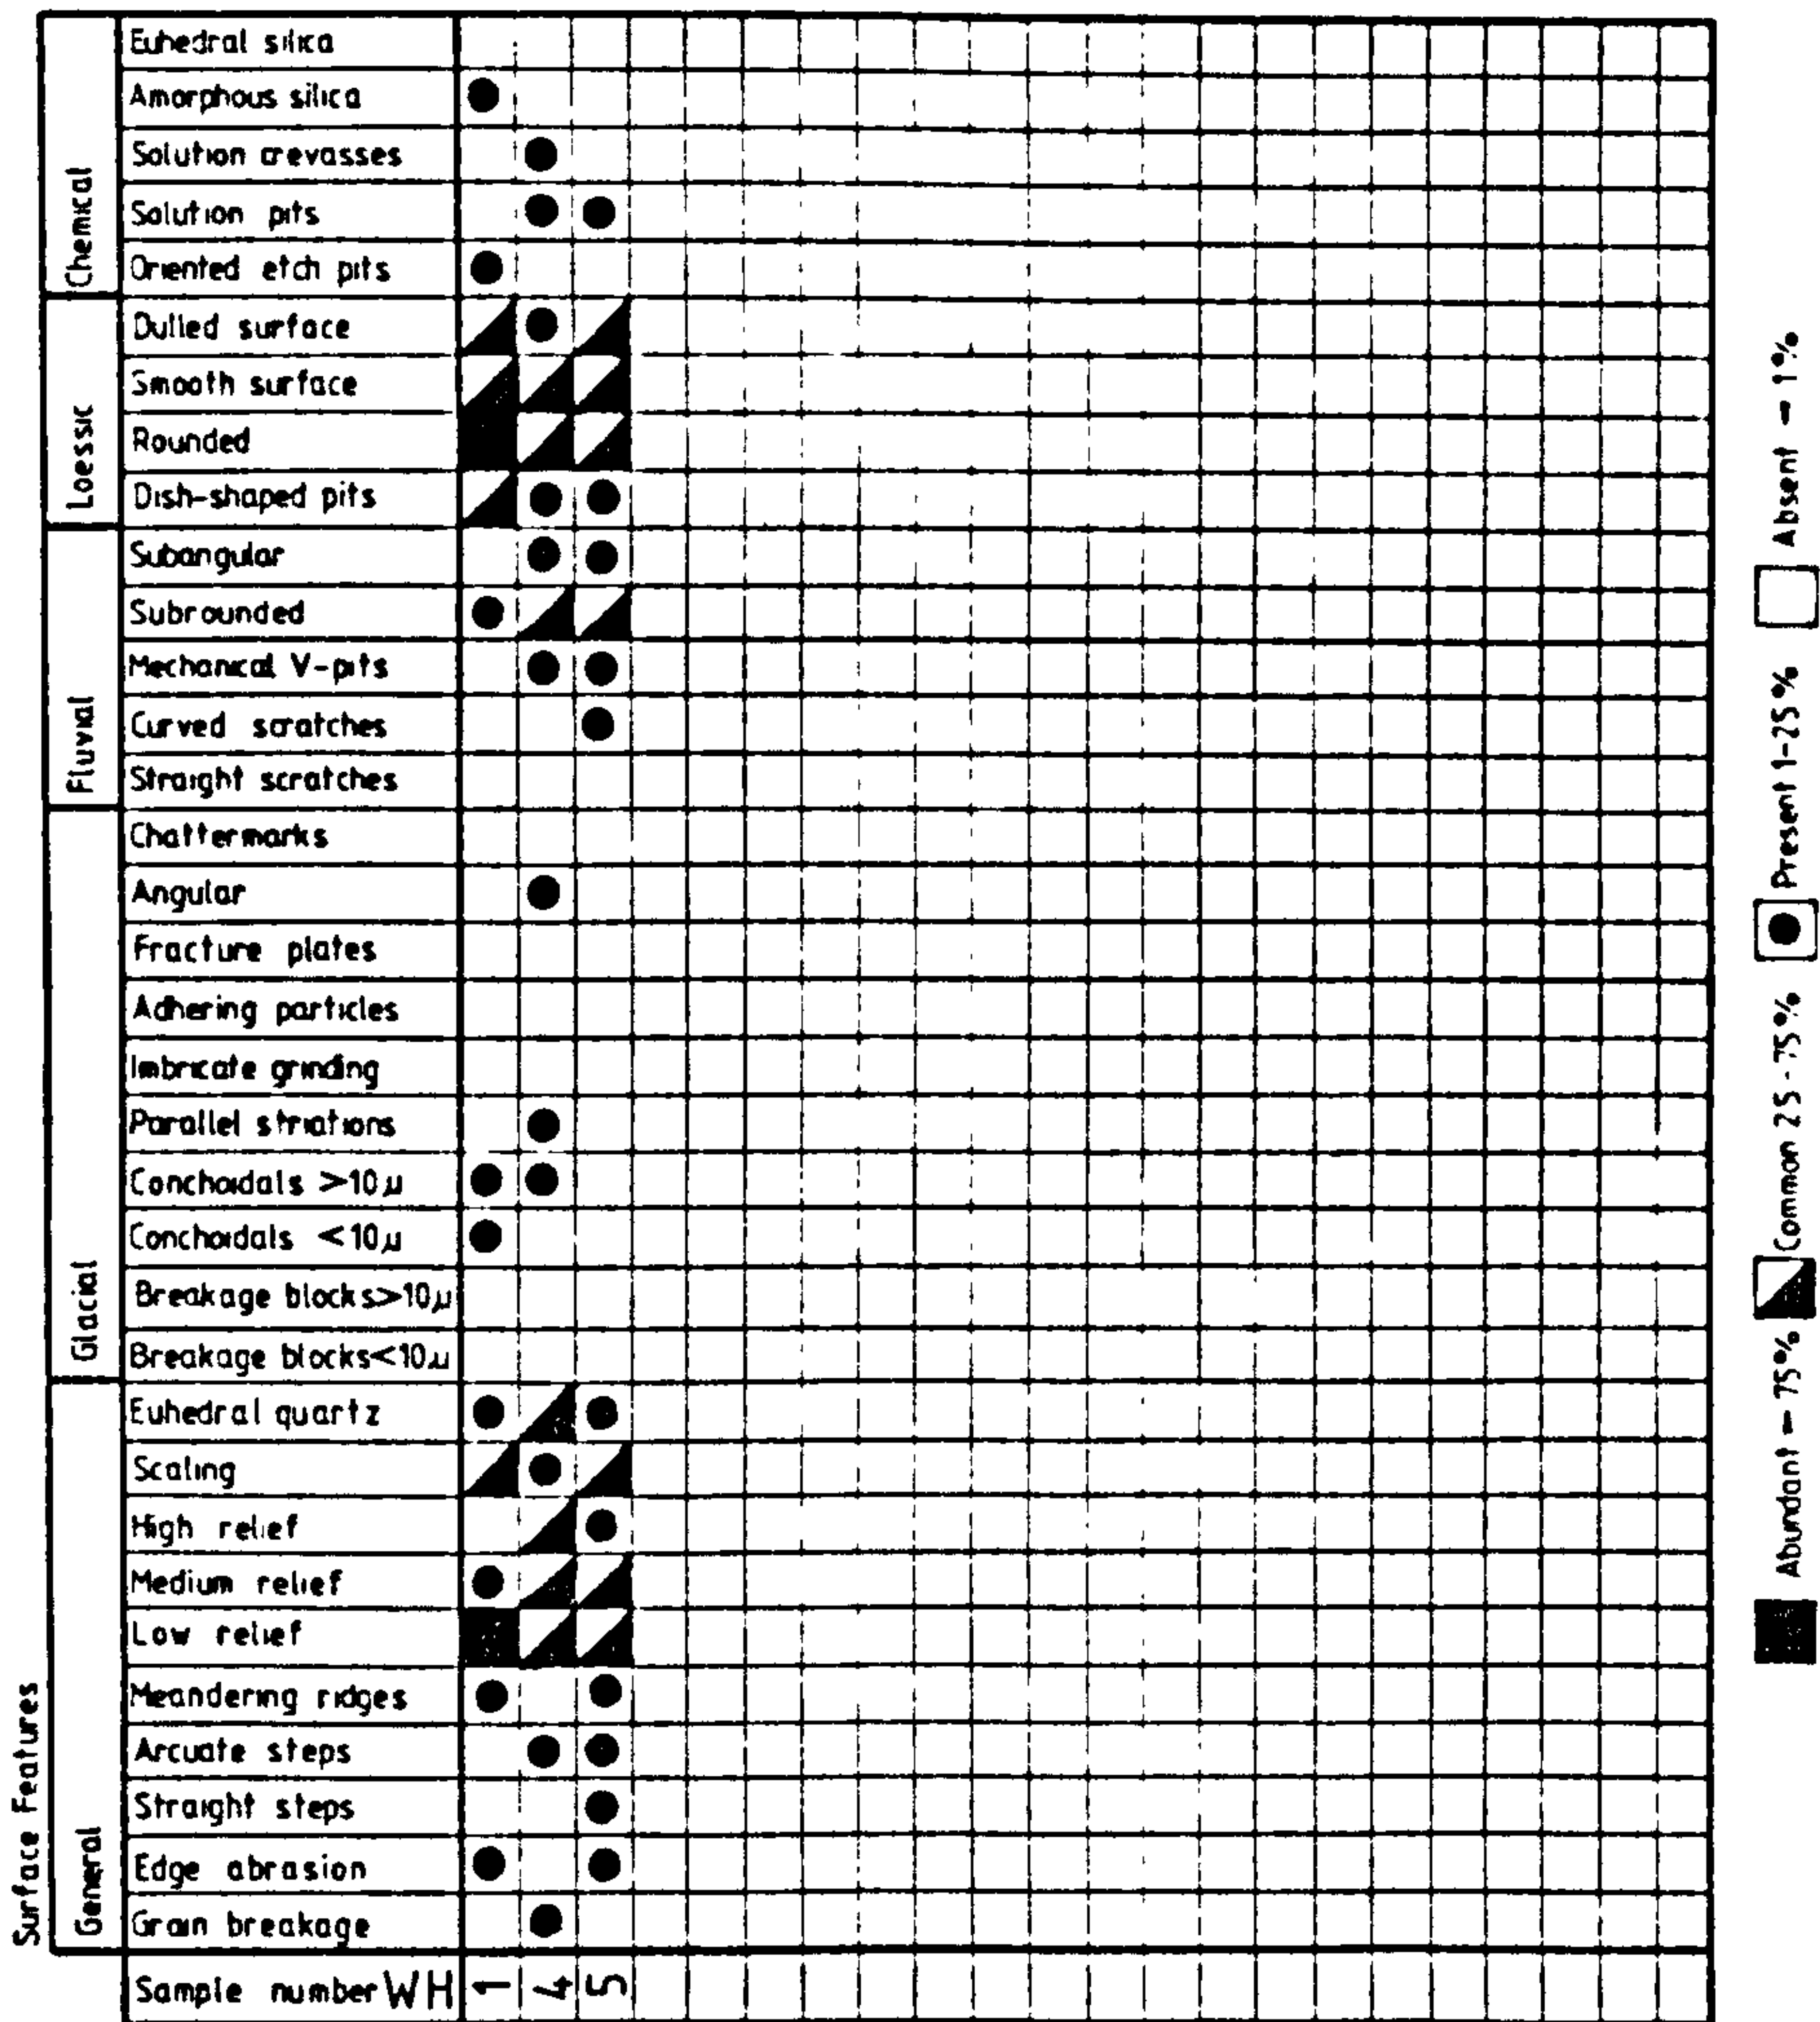 Surface Features
Chemical
Euhedral silica
Amorphous silica
Solution crevasses
Solution pits
Oriented etch pits
Loessic
Dulled surface
Smooth surface
Rounded
Dish-shaped pits
Fluvial
Subangular
Subrounded
Mechanical V-pits
Curved scratches
Straight scratches
Glacial
Chattermarks
Angular
Fracture plates
Adhering particles
Imbricate grinding
Parallel striations
Conchoidals >10µ
Conchoidals <10µ
Breakage blocks>10µ
Breakage blocks<10µ
General
Euhedral quartz
Scaling
High relief
Medium relief
Low relief
Meandering ridges
Arcuate steps
Straight steps
Edge abrasion
Grain breakage
Sample number WH 1 4 5
Abundant – 75% Common 25-75% Present 1-25% Absent – 1%